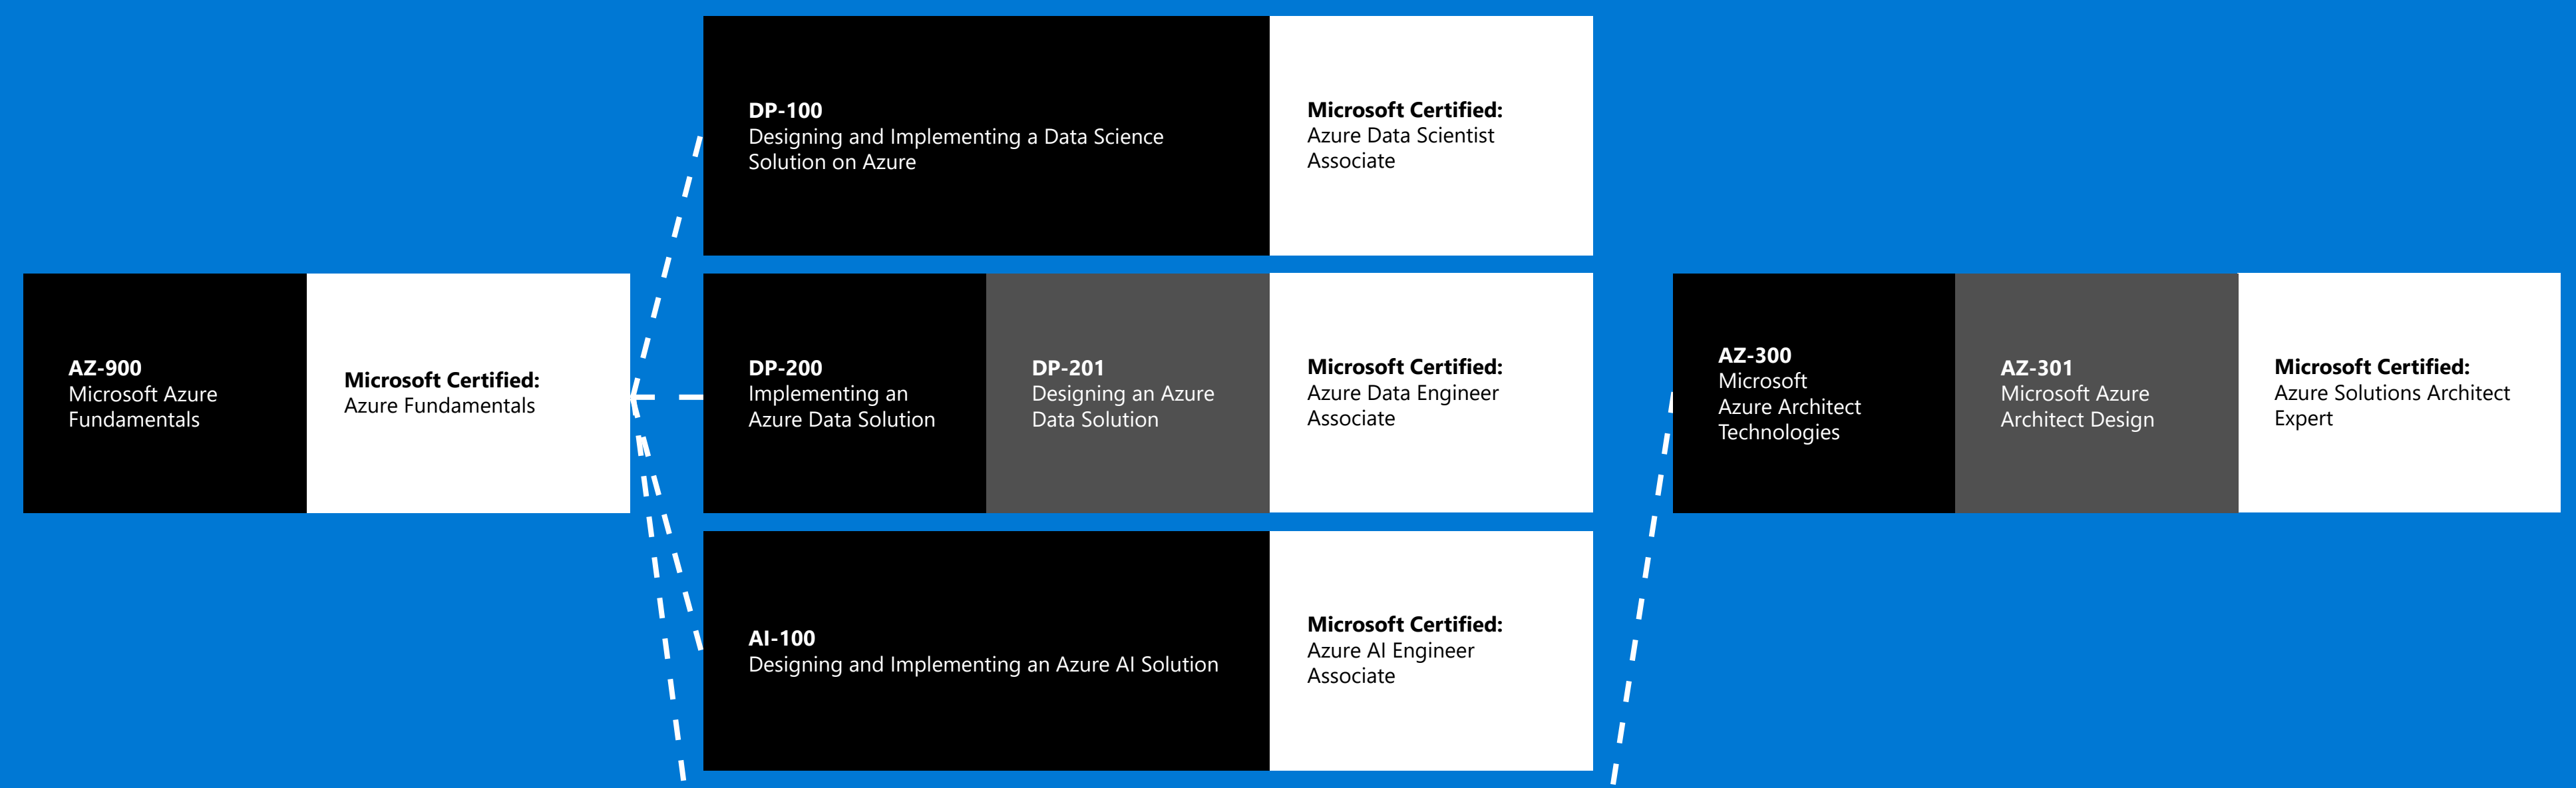 DP-100
Designing and Implementing a Data Science
Solution on Azure
Microsoft Certified:
Azure Data Scientist
Associate
AZ-900
Microsoft Azure
Fundamentals
Microsoft Certified:
Azure Fundamentals
DP-200
Implementing an
Azure Data Solution
DP-201
Designing an Azure
Data Solution
Microsoft Certified:
Azure Data Engineer
Associate
AZ-300
Microsoft
Azure Architect
Technologies
AZ-301
Microsoft Azure
Architect Design
Microsoft Certified:
Azure Solutions Architect
Expert
AI-100
Designing and Implementing an Azure AI Solution
Microsoft Certified:
Azure AI Engineer
Associate